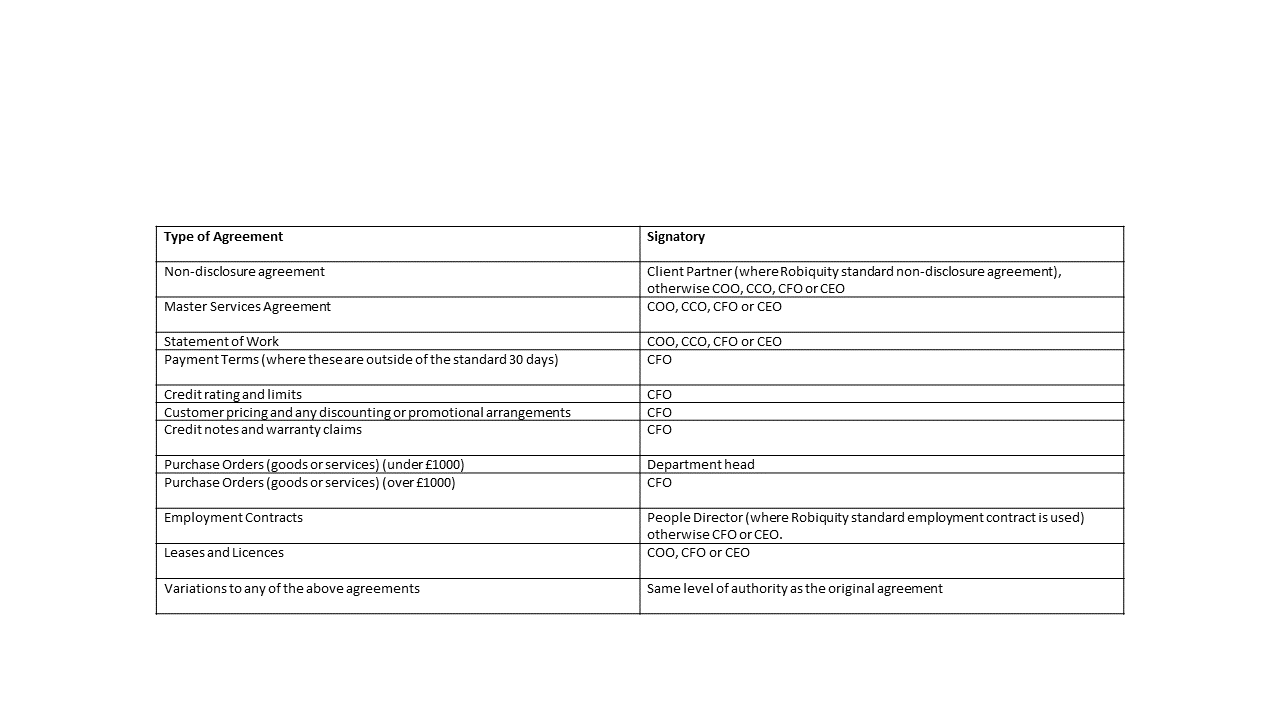 Type of Agreement
Signatory
Non-disclosure agreement
Client Partner (where Robiquity standard non-disclosure agreement),
otherwise COO, CCO, CFO or CEO
Master Services Agreement
COO, CCO, CFO or CEO
Statement of Work
COO, CCO, CFO or CEO
Payment Terms (where these are outside of the standard 30 days)
CFO
Credit rating and limits
CFO
Customer pricing and any discounting or promotional arrangements
CFO
Credit notes and warranty claims
CFO
Purchase Orders (goods or services) (under £1000)
Department head
Purchase Orders (goods or services) (over £1000)
CFO
Employment Contracts
People Director (where Robiquity standard employment contract is used)
otherwise CFO or CEO.
Leases and Licences
COO, CFO or CEO
Variations to any of the above agreements
Same level of authority as the original agreement